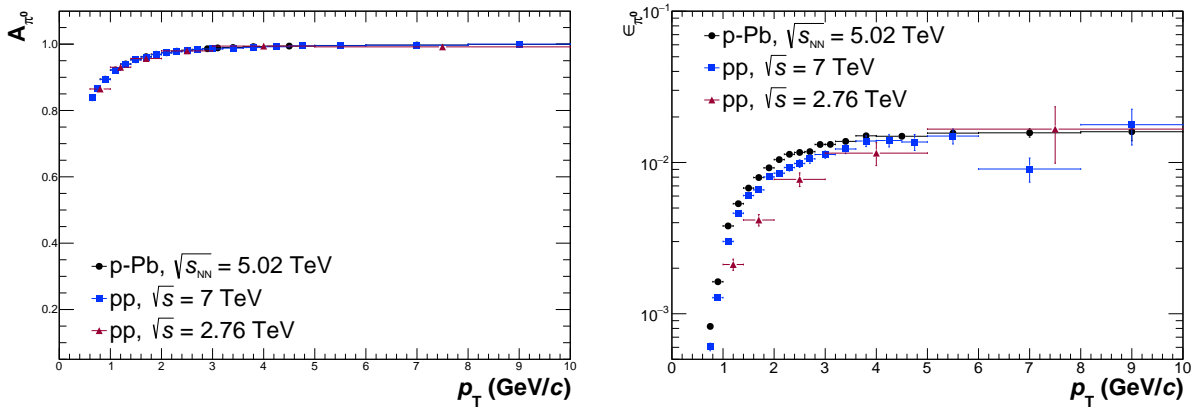 A_π⁰
1.0
0.8
0.6
0.4
0.2
p-Pb, √s_NN = 5.02 TeV
pp, √s = 7 TeV
pp, √s = 2.76 TeV
0 1 2 3 4 5 6 7 8 9 10
p_T (GeV/c)
ϵ_π⁰
10⁻¹
p-Pb, √s_NN = 5.02 TeV
pp, √s = 7 TeV
pp, √s = 2.76 TeV
10⁻²
10⁻³
0 1 2 3 4 5 6 7 8 9 10
p_T (GeV/c)